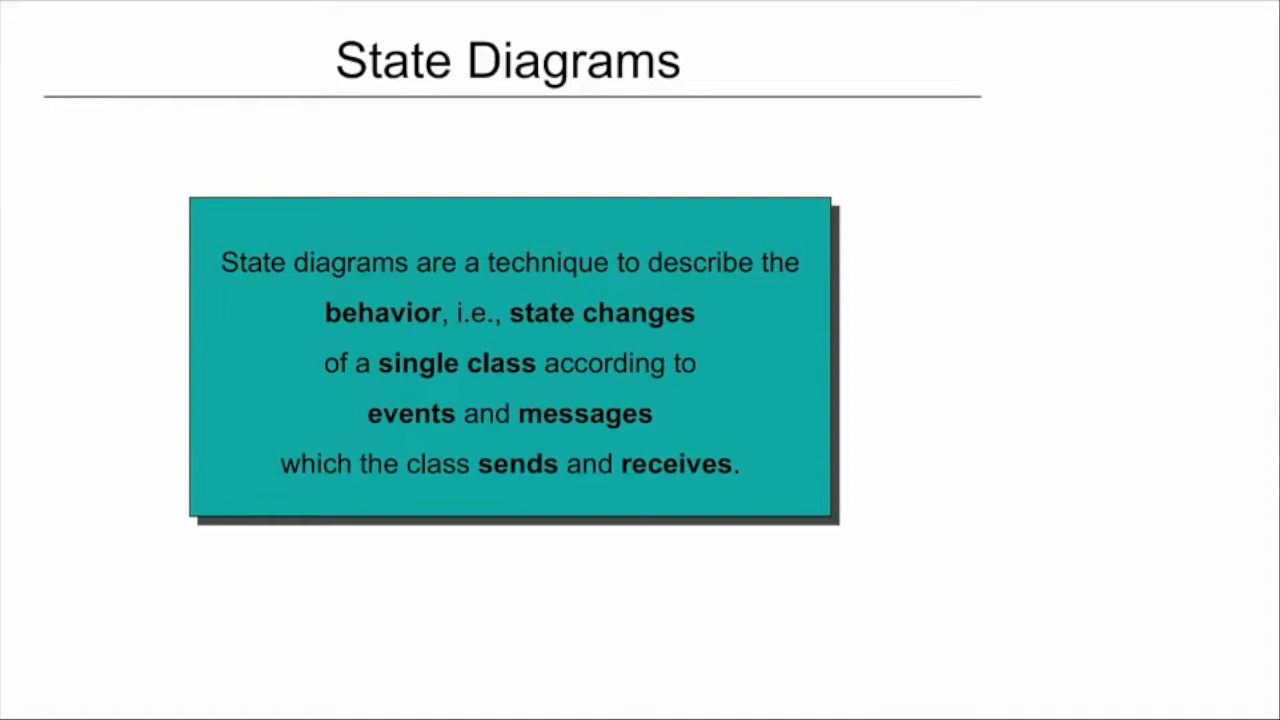 State Diagrams
State diagrams are a technique to describe the
behavior, i.e., state changes
of a single class according to
events and messages
which the class sends and receives.